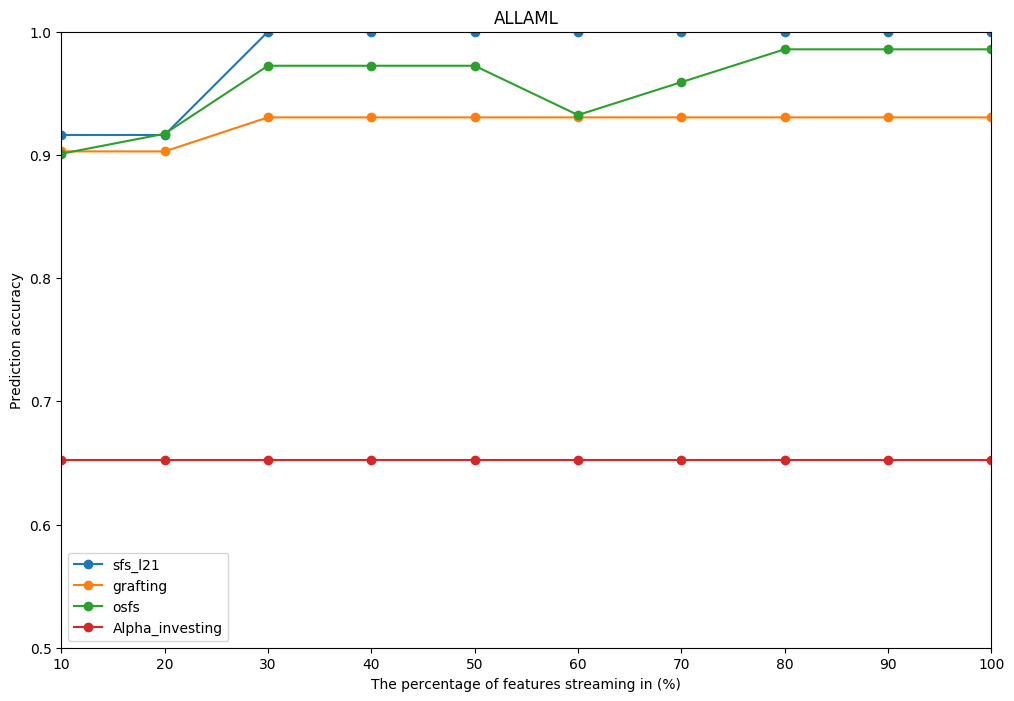 ALLAML
Prediction accuracy
1.0
0.9
0.8
0.7
0.6
0.5
sfs_l21
grafting
osfs
Alpha_investing
10 20 30 40 50 60 70 80 90 100
The percentage of features streaming in (%)